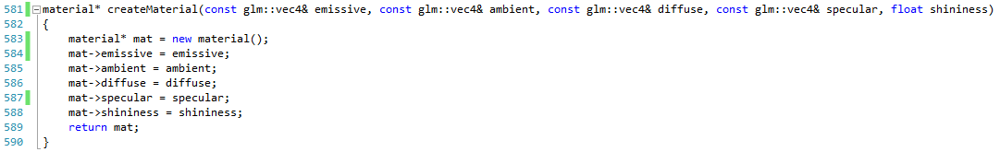 581 material* createMaterial(const glm::vec4& emissive, const glm::vec4& ambient, const glm::vec4& diffuse, const glm::vec4& specular, float shininess)
582 {
583     material* mat = new material();
584     mat->emissive = emissive;
585     mat->ambient = ambient;
586     mat->diffuse = diffuse;
587     mat->specular = specular;
588     mat->shininess = shininess;
589     return mat;
590 }